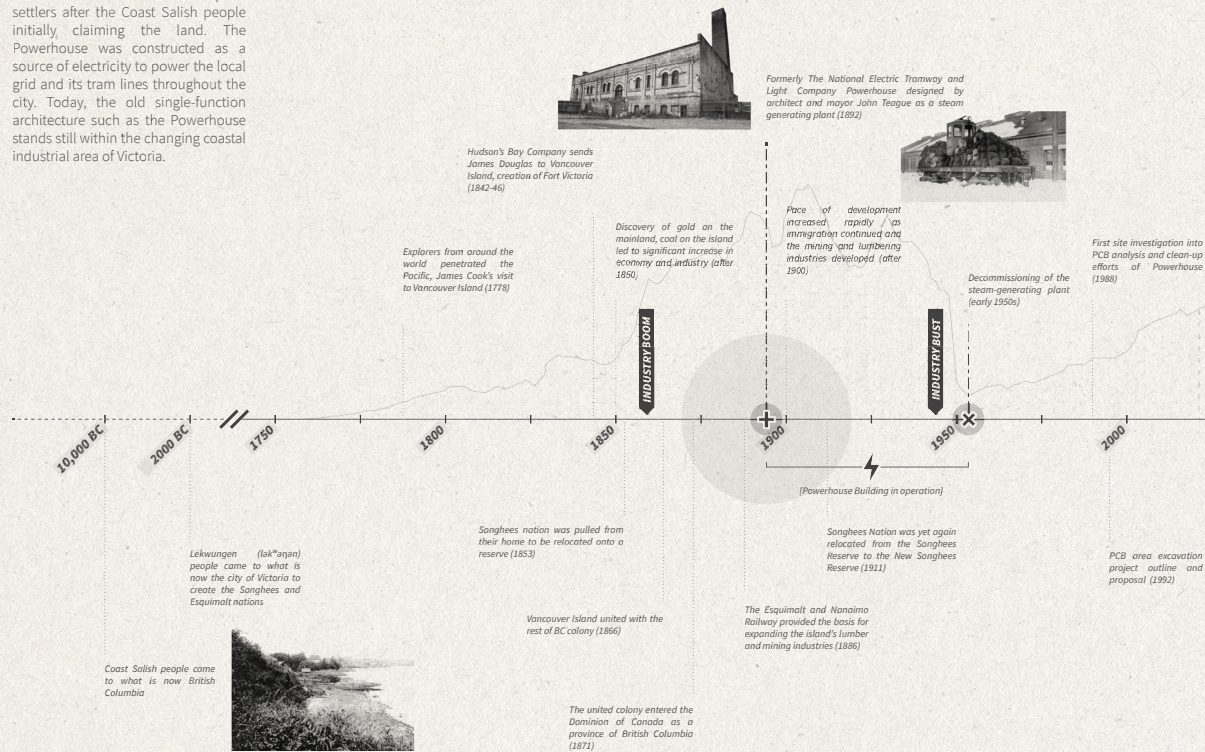 settlers after the Coast Salish people
initially claiming the land. The
Powerhouse was constructed as a
source of electricity to power the local
grid and its tram lines throughout the
city. Today, the old single-function
architecture such as the Powerhouse
stands still within the changing coastal
industrial area of Victoria.
Formerly The National Electric Tramway and
Light Company Powerhouse designed by
architect and mayor John Teague as a steam
generating plant (1892)
Hudson's Bay Company sends
James Douglas to Vancouver
Island, creation of Fort Victoria
(1842-46)
Explorers from around the
world penetrated the
Pacific, James Cook's visit
to Vancouver Island (1778)
Discovery of gold on the
mainland, coal on the island
led to significant increase in
economy and industry (after
1850)
Pace of development
increased rapidly as
immigration continued and
the mining and lumbering
industries developed (after
1900)
Decommissioning of the
steam-generating plant
(early 1950s)
First site investigation into
PCB analysis and clean-up
efforts of Powerhouse
(1988)
INDUSTRY BOOM
INDUSTRY BUST
10,000 BC
2000 BC
1750
1800
1850
1900
1950
2000
[Powerhouse Building in operation]
Lekwungen (lək̓ʷəŋən)
people came to what is
now the city of Victoria to
create the Songhees and
Esquimalt nations
Coast Salish people came
to what is now British
Columbia
Songhees nation was pulled from
their home to be relocated onto a
reserve (1853)
Vancouver Island united with the
rest of BC colony (1866)
The united colony entered the
Dominion of Canada as a
province of British Columbia
(1871)
Songhees Nation was yet again
relocated from the Songhees
Reserve to the New Songhees
Reserve (1911)
The Esquimalt and Nanaimo
Railway provided the basis for
expanding the island's lumber
and mining industries (1886)
PCB area excavation
project outline and
proposal (1992)